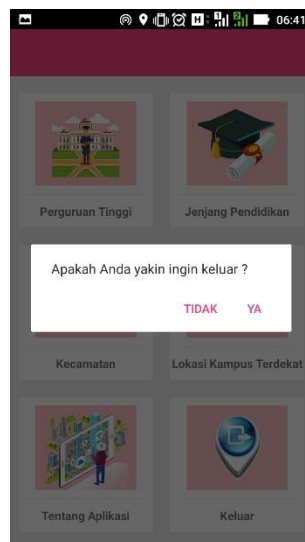 06:41
Perguruan Tinggi
Jenjang Pendidikan
Apakah Anda yakin ingin keluar ?
TIDAK YA
Kecamatan
Lokasi Kampus Terdekat
Tentang Aplikasi
Keluar